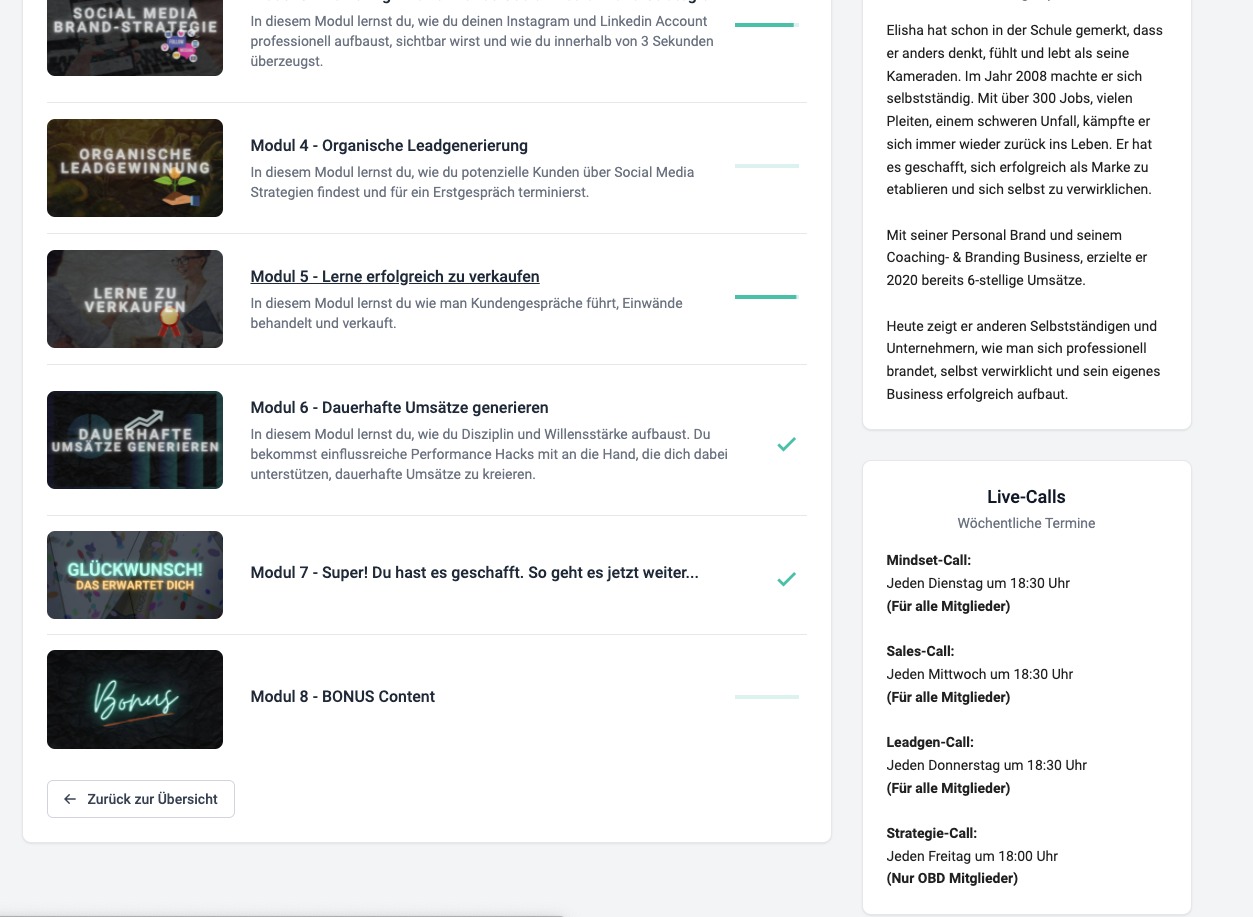 SOCIAL MEDIA
BRAND-STRATEGIE
In diesem Modul lernst du, wie du deinen Instagram und Linkedin Account
professionell aufbaust, sichtbar wirst und wie du innerhalb von 3 Sekunden
überzeugst.
ORGANISCHE
LEADGEWINNUNG
Modul 4 - Organische Leadgenerierung
In diesem Modul lernst du, wie du potenzielle Kunden über Social Media
Strategien findest und für ein Erstgespräch terminierst.
LERNE ZU
VERKAUFEN
Modul 5 - Lerne erfolgreich zu verkaufen
In diesem Modul lernst du wie man Kundengespräche führt, Einwände
behandelt und verkauft.
DAUERHAFTE
UMSÄTZE GENERIEREN
Modul 6 - Dauerhafte Umsätze generieren
In diesem Modul lernst du, wie du Disziplin und Willensstärke aufbaust. Du
bekommst einflussreiche Performance Hacks mit an die Hand, die dich dabei
unterstützen, dauerhafte Umsätze zu kreieren.
GLÜCKWUNSCH!
DAS ERWARTET DICH
Modul 7 - Super! Du hast es geschafft. So geht es jetzt weiter...
Bonus
Modul 8 - BONUS Content
← Zurück zur Übersicht
Elisha hat schon in der Schule gemerkt, dass
er anders denkt, fühlt und lebt als seine
Kameraden. Im Jahr 2008 machte er sich
selbstständig. Mit über 300 Jobs, vielen
Pleiten, einem schweren Unfall, kämpfte er
sich immer wieder zurück ins Leben. Er hat
es geschafft, sich erfolgreich als Marke zu
etablieren und sich selbst zu verwirklichen.
Mit seiner Personal Brand und seinem
Coaching- & Branding Business, erzielte er
2020 bereits 6-stellige Umsätze.
Heute zeigt er anderen Selbstständigen und
Unternehmern, wie man sich professionell
brandet, selbst verwirklicht und sein eigenes
Business erfolgreich aufbaut.
Live-Calls
Wöchentliche Termine
Mindset-Call:
Jeden Dienstag um 18:30 Uhr
(Für alle Mitglieder)
Sales-Call:
Jeden Mittwoch um 18:30 Uhr
(Für alle Mitglieder)
Leadgen-Call:
Jeden Donnerstag um 18:30 Uhr
(Für alle Mitglieder)
Strategie-Call:
Jeden Freitag um 18:00 Uhr
(Nur OBD Mitglieder)